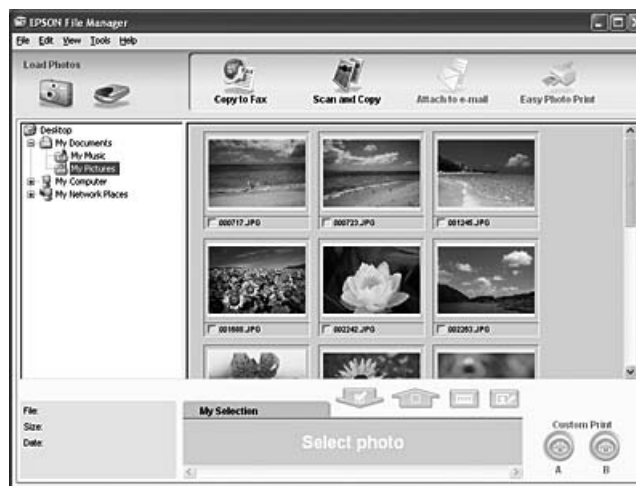 EPSON File Manager
File Edit View Tools Help
Load Photos
Copy to Fax
Scan and Copy
Attach to e-mail
Easy Photo Print
Desktop
My Documents
My Music
My Pictures
My Computer
My Network Places
000717.JPG
000723.JPG
001245.JPG
001688.JPG
002242.JPG
002263.JPG
File:
Size:
Date:
My Selection
Select photo
Custom Print
A
B